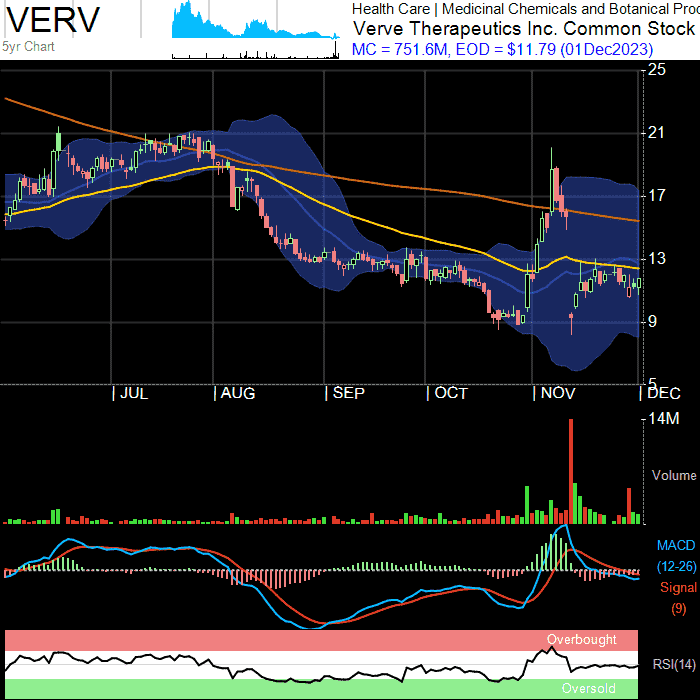 VERV
5yr Chart
Health Care | Medicinal Chemicals and Botanical Proc
Verve Therapeutics Inc. Common Stock
MC = 751.6M, EOD = $11.79 (01Dec2023)
25
21
17
13
9
5
| JUL | AUG | SEP | OCT | NOV | DEC
14M
Volume
MACD
(12-26)
Signal
(9)
Overbought
RSI(14)
Oversold